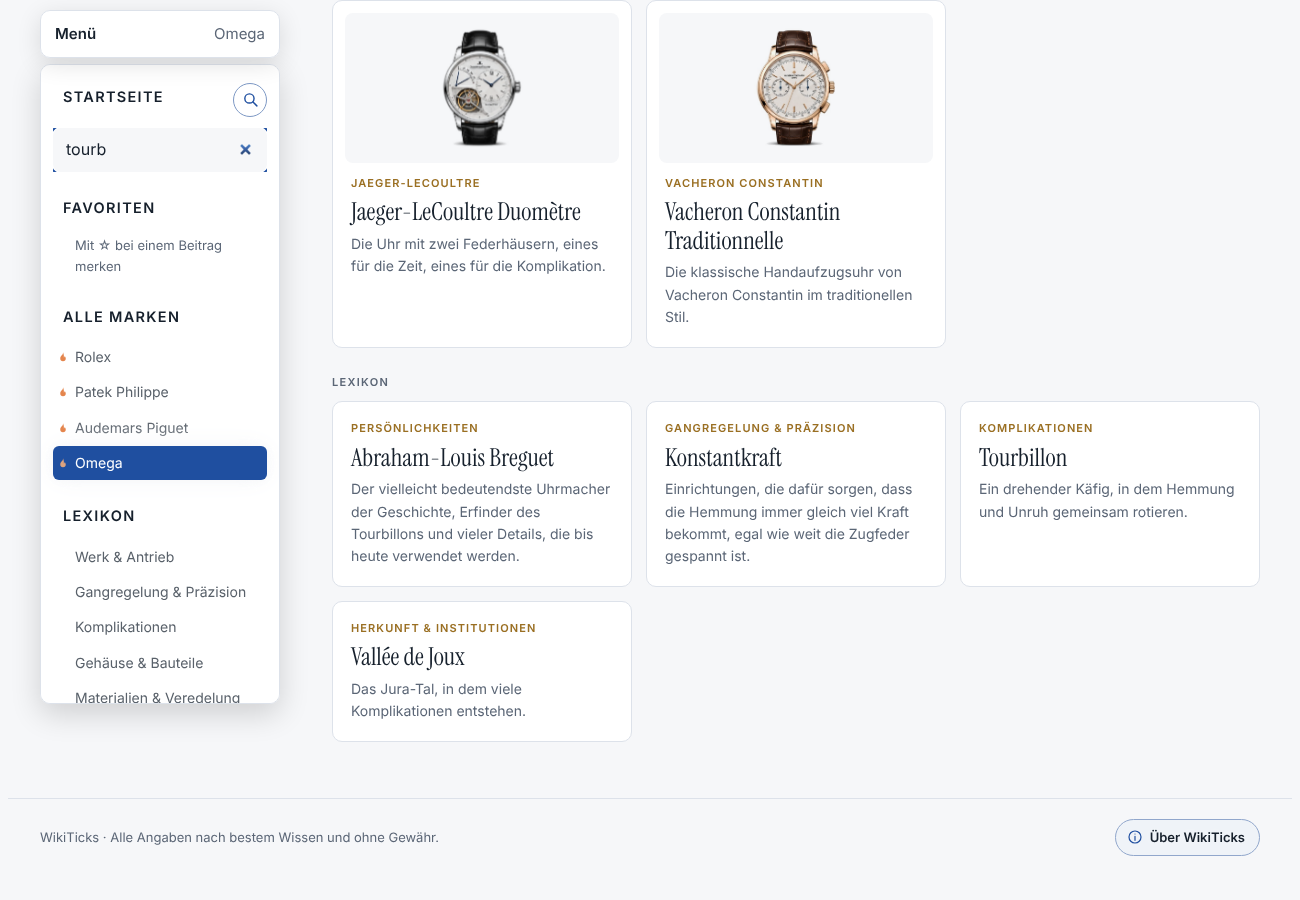 Menü Omega
STARTSEITE
tourb
FAVORITEN
Mit ☆ bei einem Beitrag
merken
ALLE MARKEN
Rolex
Patek Philippe
Audemars Piguet
Omega
LEXIKON
Werk & Antrieb
Gangregelung & Präzision
Komplikationen
Gehäuse & Bauteile
Materialien & Veredelung
JAEGER-LECOULTRE
Jaeger-LeCoultre Duomètre
Die Uhr mit zwei Federhäusern, eines
für die Zeit, eines für die Komplikation.
VACHERON CONSTANTIN
Vacheron Constantin
Traditionnelle
Die klassische Handaufzugsuhr von
Vacheron Constantin im traditionellen
Stil.
LEXIKON
PERSÖNLICHKEITEN
Abraham-Louis Breguet
Der vielleicht bedeutendste Uhrmacher
der Geschichte, Erfinder des
Tourbillons und vieler Details, die bis
heute verwendet werden.
GANGREGELUNG & PRÄZISION
Konstantkraft
Einrichtungen, die dafür sorgen, dass
die Hemmung immer gleich viel Kraft
bekommt, egal wie weit die Zugfeder
gespannt ist.
KOMPLIKATIONEN
Tourbillon
Ein drehender Käfig, in dem Hemmung
und Unruh gemeinsam rotieren.
HERKUNFT & INSTITUTIONEN
Vallée de Joux
Das Jura-Tal, in dem viele
Komplikationen entstehen.
WikiTicks · Alle Angaben nach bestem Wissen und ohne Gewähr.
Über WikiTicks